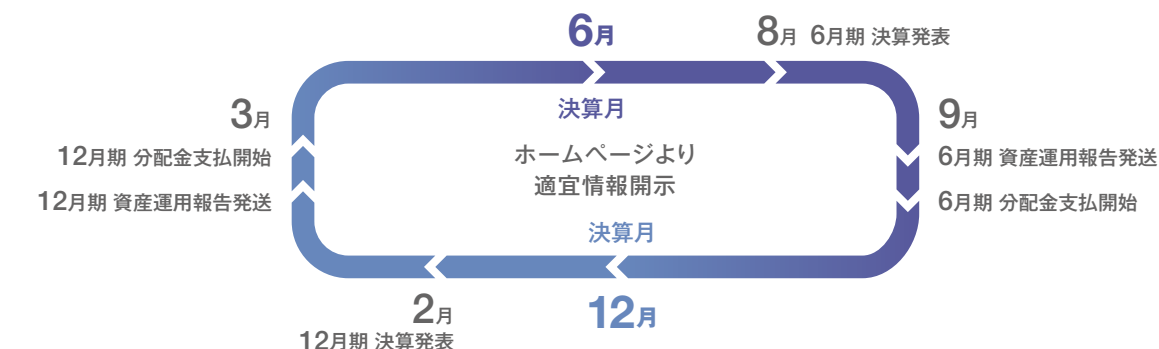 6月
8月 6月期 決算発表
決算月
3月
12月期 分配金支払開始
12月期 資産運用報告発送
ホームページより
適宜情報開示
9月
6月期 資産運用報告発送
6月期 分配金支払開始
決算月
12月
2月
12月期 決算発表